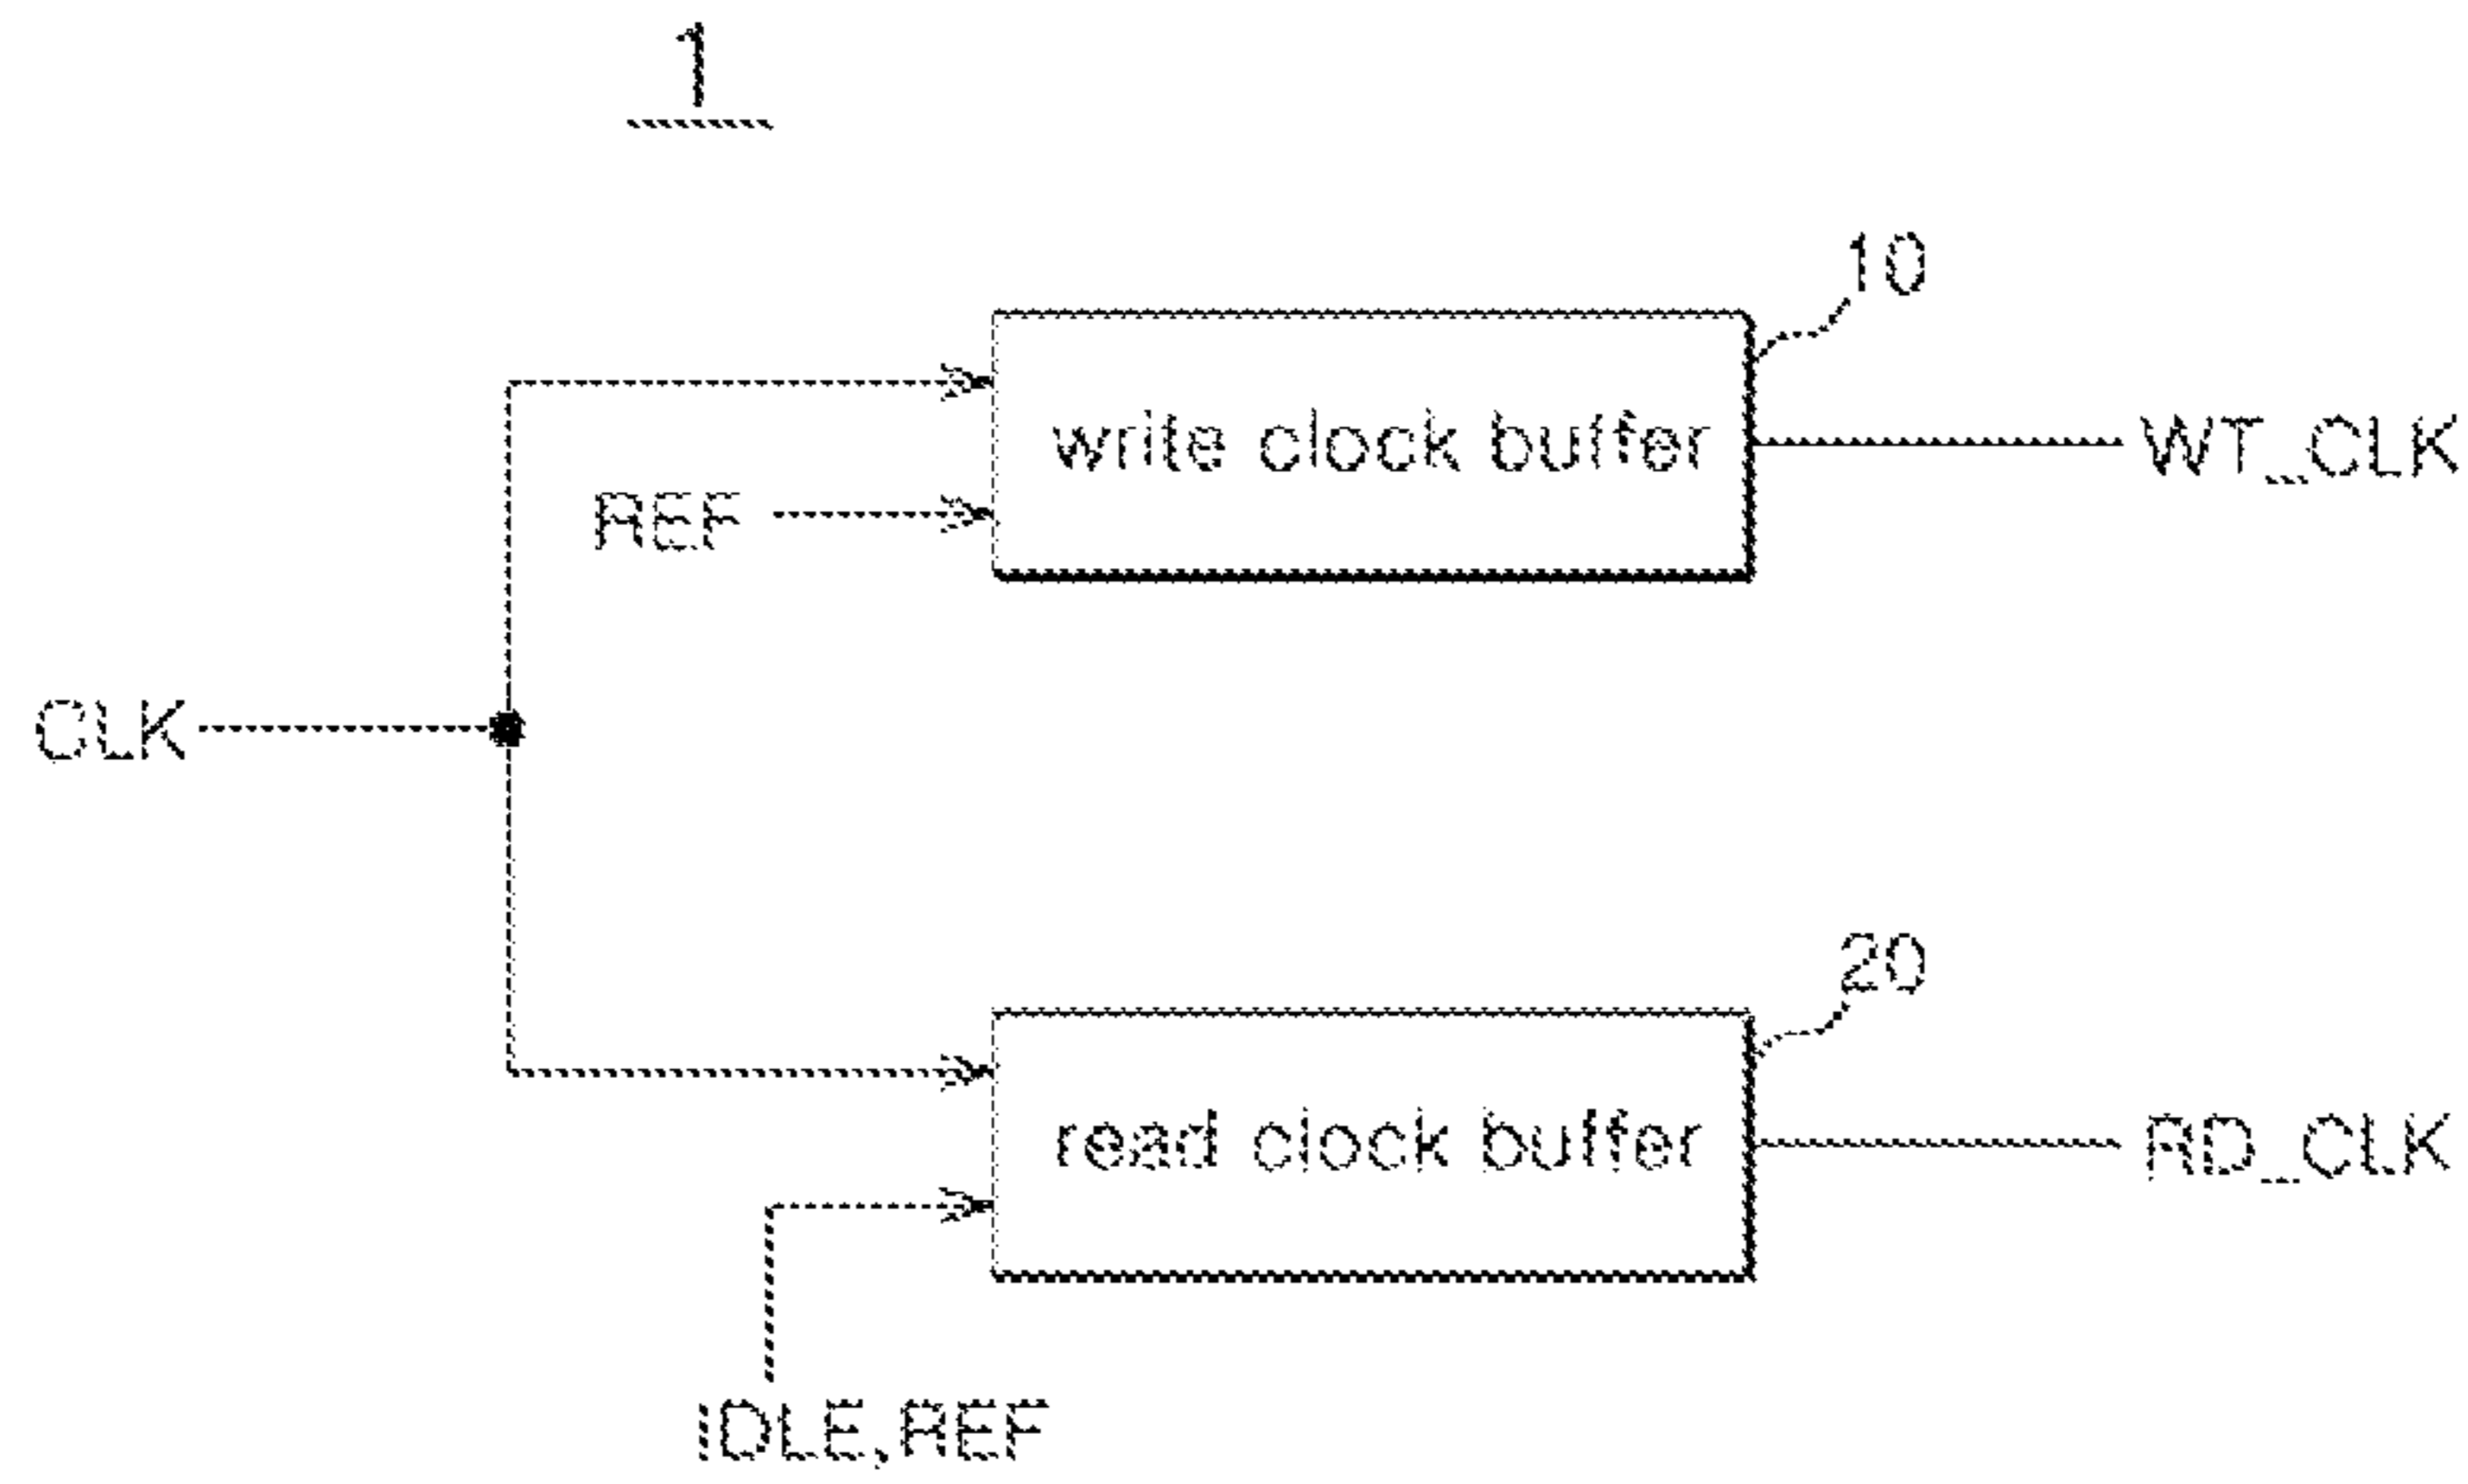 1
10
write clock buffer
WT_CLK
REF
CLK
20
read clock buffer
RD_CLK
IDLE,REF